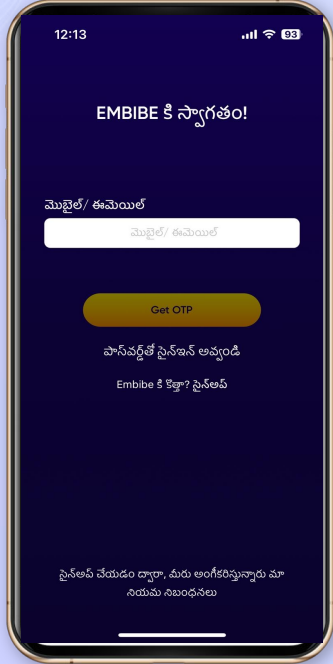 12:13
93
EMBIBE కి స్వాగతం!
మొబైల్/ ఈమెయిల్
మొబైల్/ ఈమెయిల్
Get OTP
పాస్‌వర్డ్‌తో సైన్ఇన్ అవ్వండి
Embibe కి కొత్తా? సైన్అప్
సైన్అప్ చేయడం ద్వారా, మీరు అంగీకరిస్తున్నారు మా
నియమ నిబంధనలు